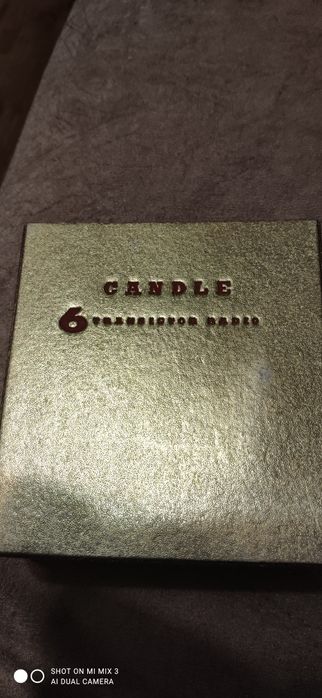 CANDLE
6 TRANSISTOR RADIO
SHOT ON MI MIX 3
AI DUAL CAMERA